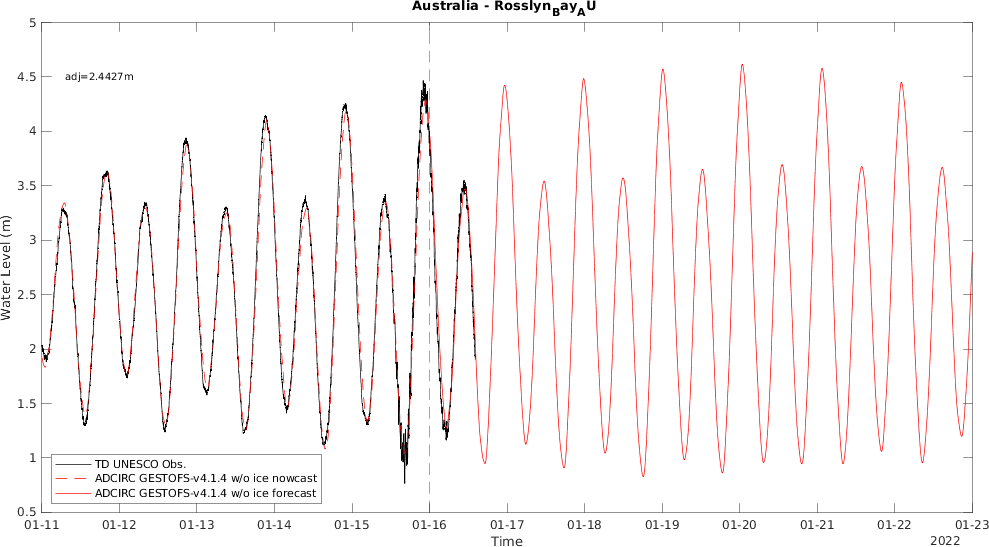 Australia - Rosslyn_Bay_AU
5
adj=2.4427m
4.5
4
3.5
3
2.5
2
1.5
1
0.5
Water Level (m)
TD UNESCO Obs.
ADCIRC GESTOFS-v4.1.4 w/o ice nowcast
ADCIRC GESTOFS-v4.1.4 w/o ice forecast
01-11 01-12 01-13 01-14 01-15 01-16 01-17 01-18 01-19 01-20 01-21 01-22 01-23
Time
2022